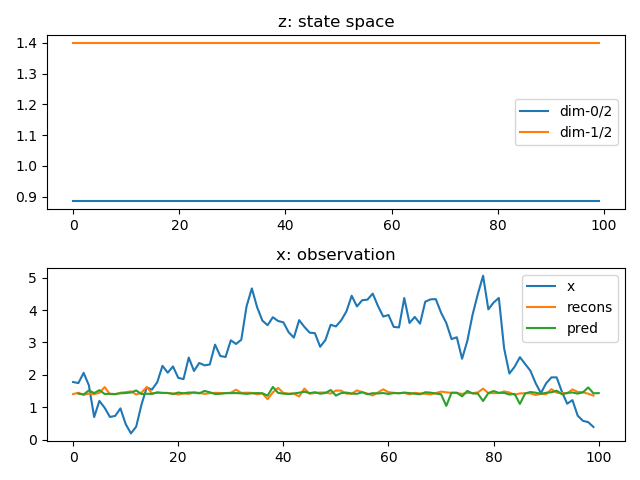 z: state space
1.4
1.3
1.2
1.1
1.0
0.9
dim-0/2
dim-1/2
0 20 40 60 80 100
x: observation
5
4
3
2
1
0
x
recons
pred
0 20 40 60 80 100